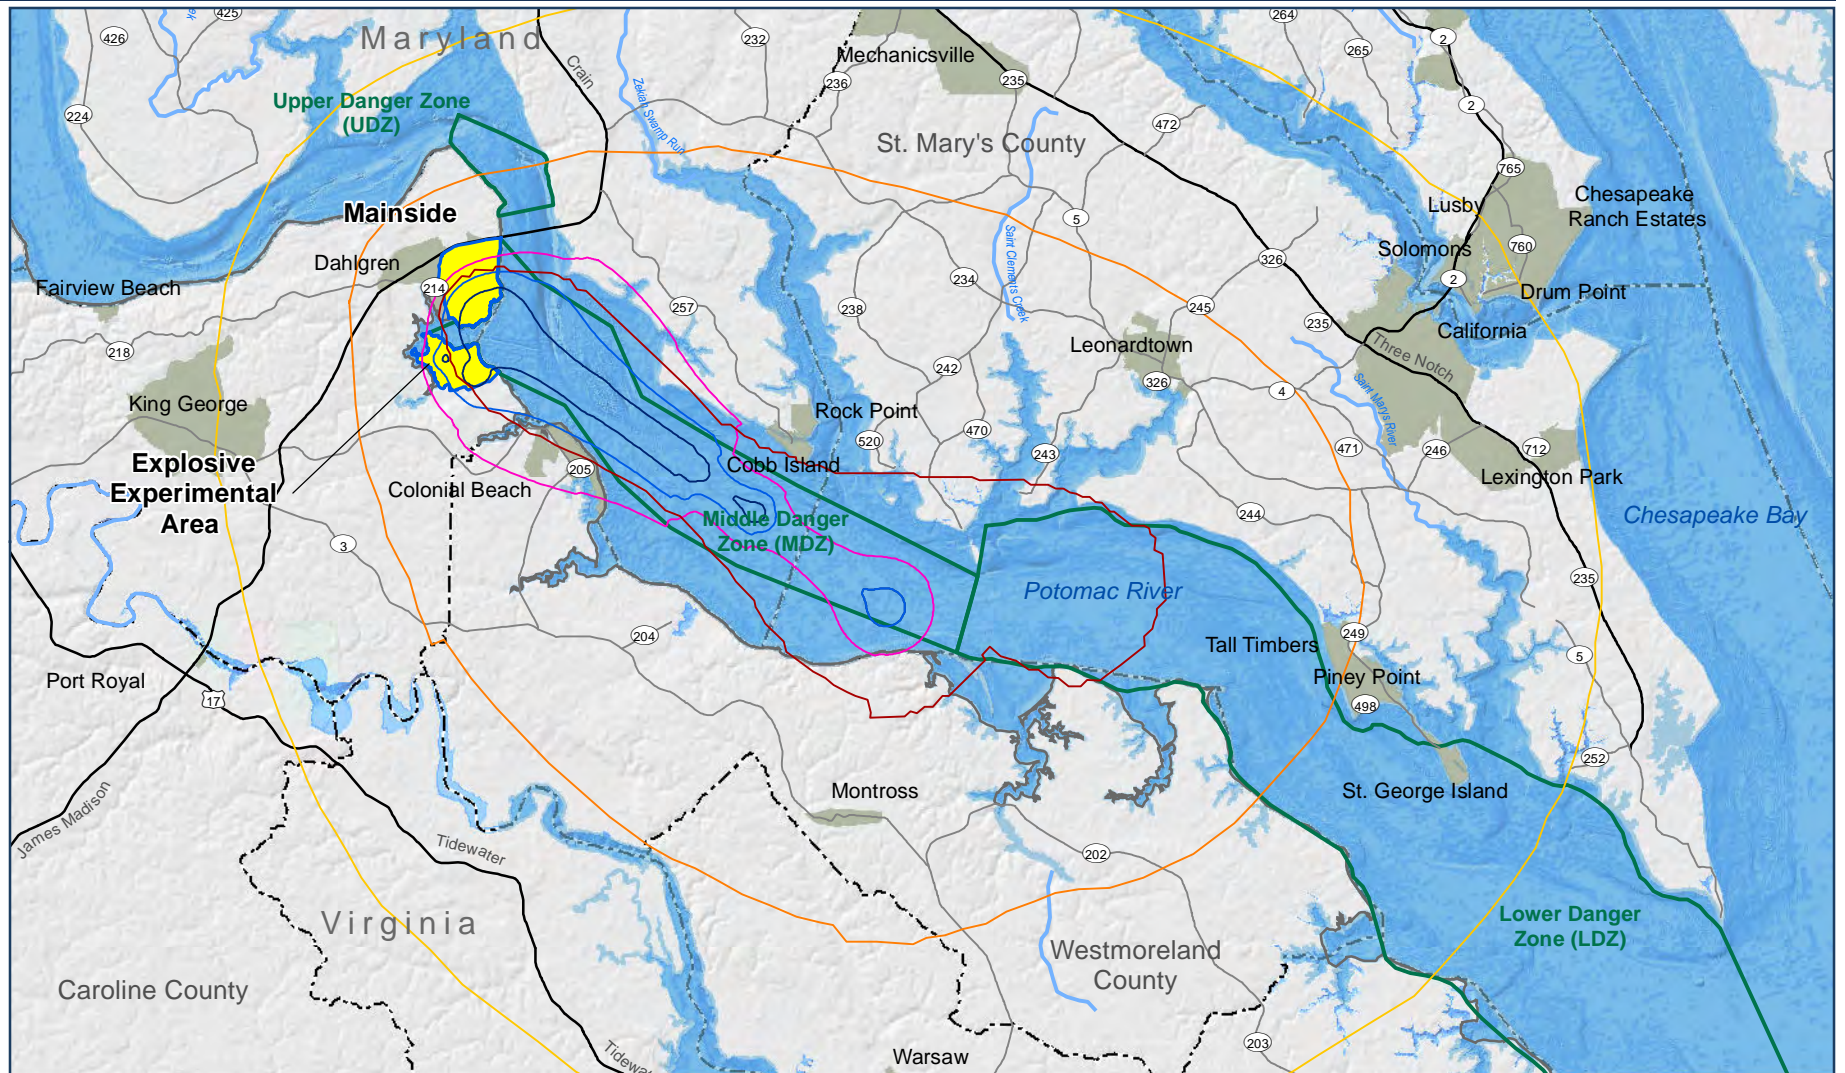 425
426
Maryland
232
264
265
2
Crain
Mechanicsville
236
235
Upper Danger Zone
(UDZ)
224
Zekiah Swamp Run
2
472
St. Mary's County
765
Chesapeake
Ranch Estates
Lusby
Mainside
5
Solomons
760
326
Dahlgren
214
Saint Clements Creek
234
2
Drum Point
Fairview Beach
257
238
245
235
California
218
242
Leonardtown
Three Notch
326
4
Saint Marys River
King George
Rock Point
520
470
243
471
246
712
Explosive
Experimental
Area
205
Cobb Island
Lexington Park
Colonial Beach
Middle Danger
Zone (MDZ)
244
Chesapeake Bay
3
235
Potomac River
204
249
Tall Timbers
5
Port Royal
17
Piney Point
498
252
Montross
St. George Island
James Madison
Tidewater
202
Virginia
Lower Danger
Zone (LDZ)
Westmoreland
County
Caroline County
203
Warsaw